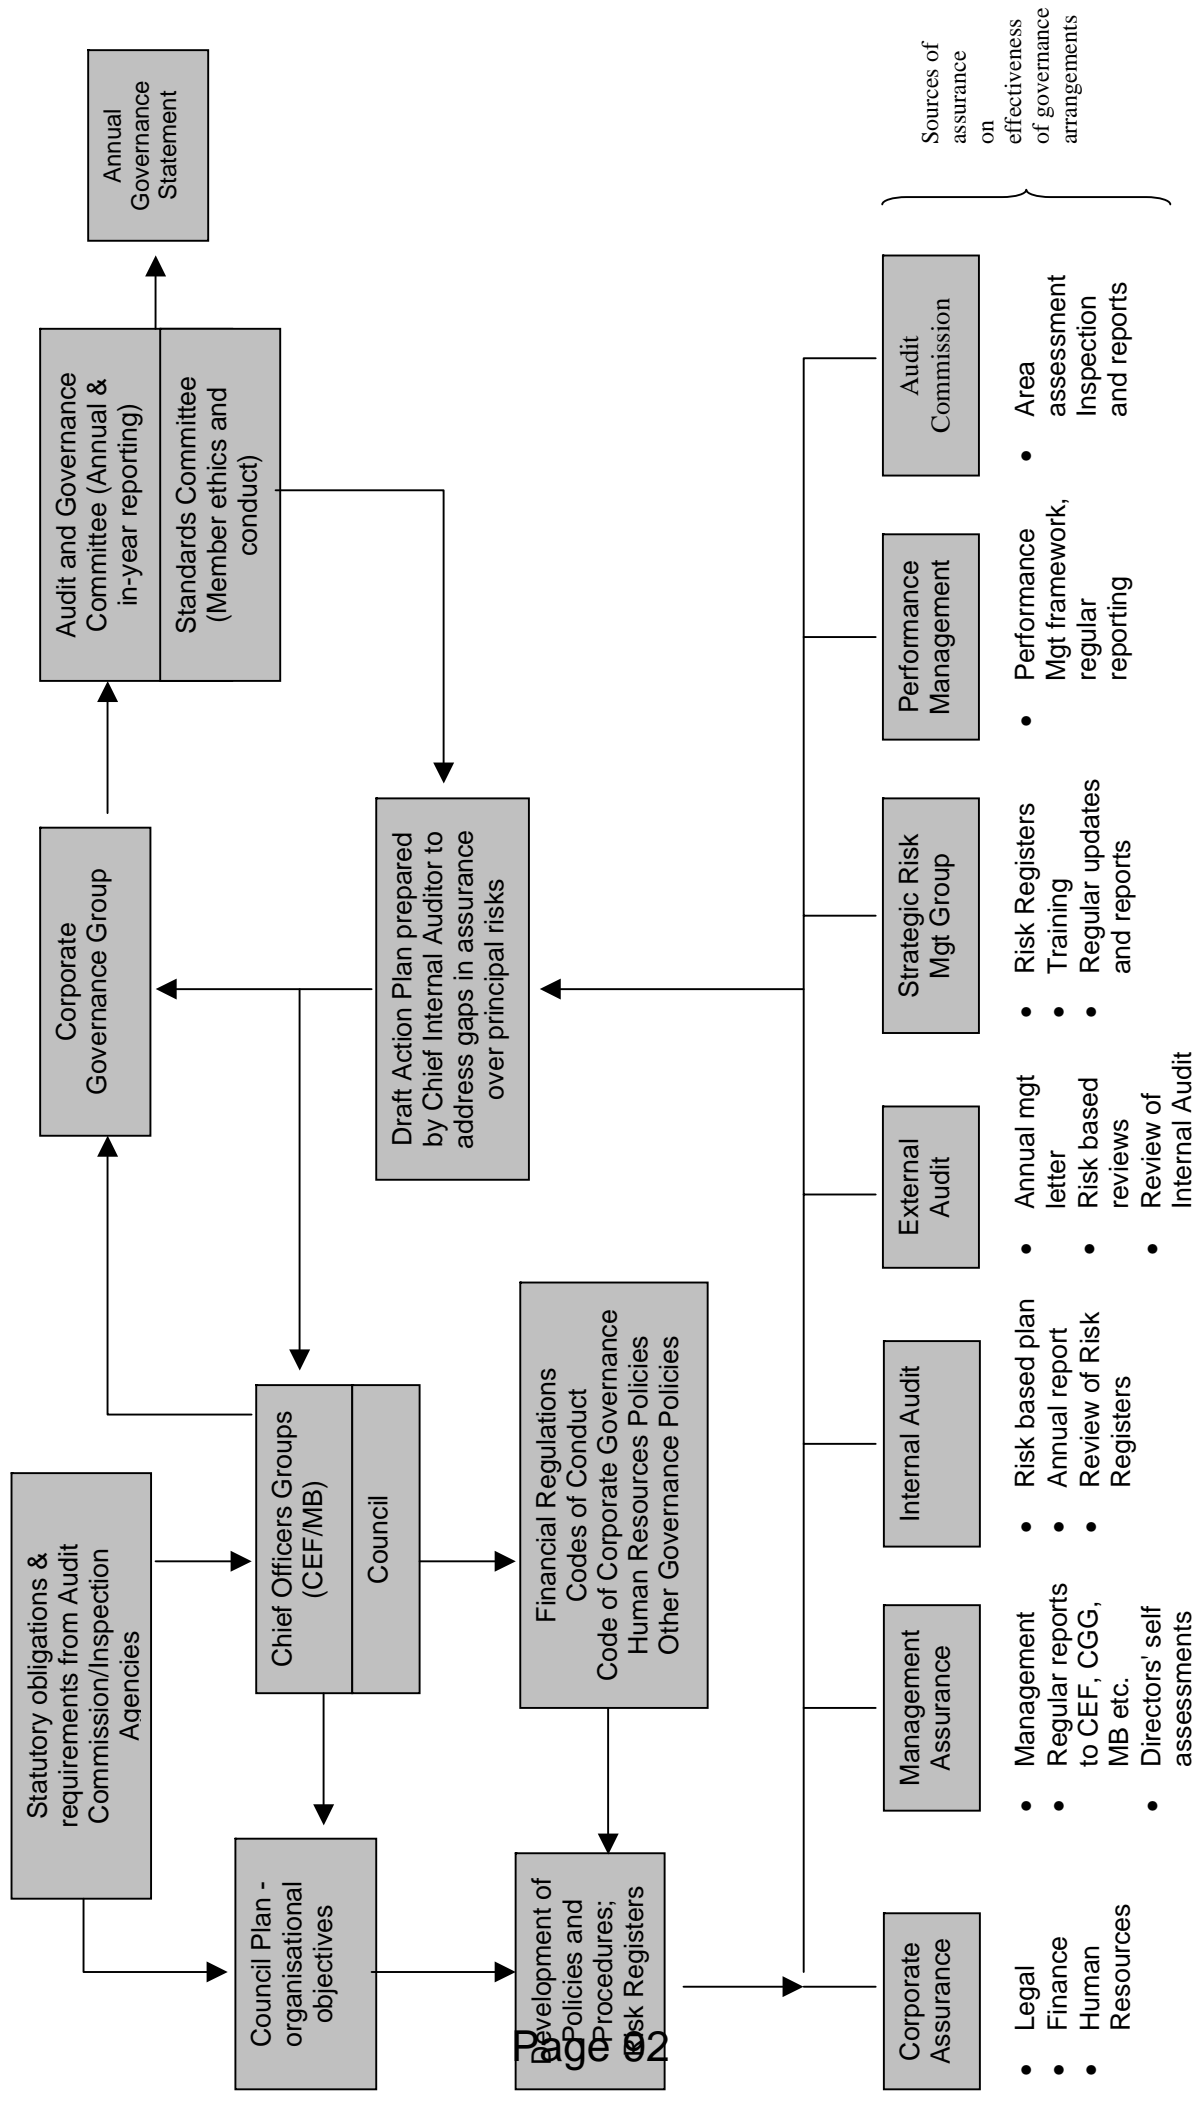 Statutory obligations &
requirements from Audit
Commission/Inspection
Agencies
Corporate
Governance Group
Audit and Governance
Committee (Annual &
in-year reporting)
Standards Committee
(Member ethics and
conduct)
Annual
Governance
Statement
Council Plan -
organisational
objectives
Chief Officers Groups
(CEF/MB)
Council
Draft Action Plan prepared
by Chief Internal Auditor to
address gaps in assurance
over principal risks
Development of
Policies and
Procedures;
Risk Registers
Financial Regulations
Codes of Conduct
Code of Corporate Governance
Human Resources Policies
Other Governance Policies
Corporate
Assurance
• Legal
• Finance
• Human
Resources
Management
Assurance
• Management
• Regular reports
to CEF, CGG,
MB etc.
• Directors' self
assessments
Internal Audit
• Risk based plan
• Annual report
• Review of Risk
Registers
External
Audit
• Annual mgt
letter
• Risk based
reviews
• Review of
Internal Audit
Strategic Risk
Mgt Group
• Risk Registers
• Training
• Regular updates
and reports
Performance
Management
• Performance
Mgt framework,
regular
reporting
Audit
Commission
• Area
assessment
Inspection
and reports
Sources of
assurance
on
effectiveness
of governance
arrangements